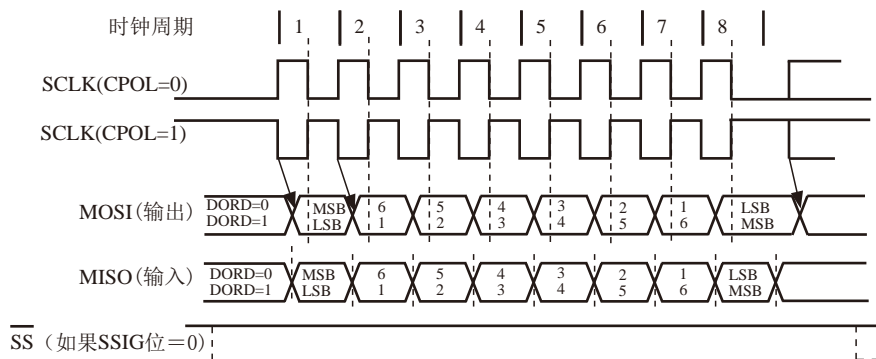 时钟周期 1 2 3 4 5 6 7 8
SCLK(CPOL=0)
SCLK(CPOL=1)
MOSI(输出) DORD=0 MSB 6 5 4 3 2 1 LSB
DORD=1 LSB 1 2 3 4 5 6 MSB
MISO(输入) DORD=0 MSB 6 5 4 3 2 1 LSB
DORD=1 LSB 1 2 3 4 5 6 MSB
SS（如果SSIG位＝0）